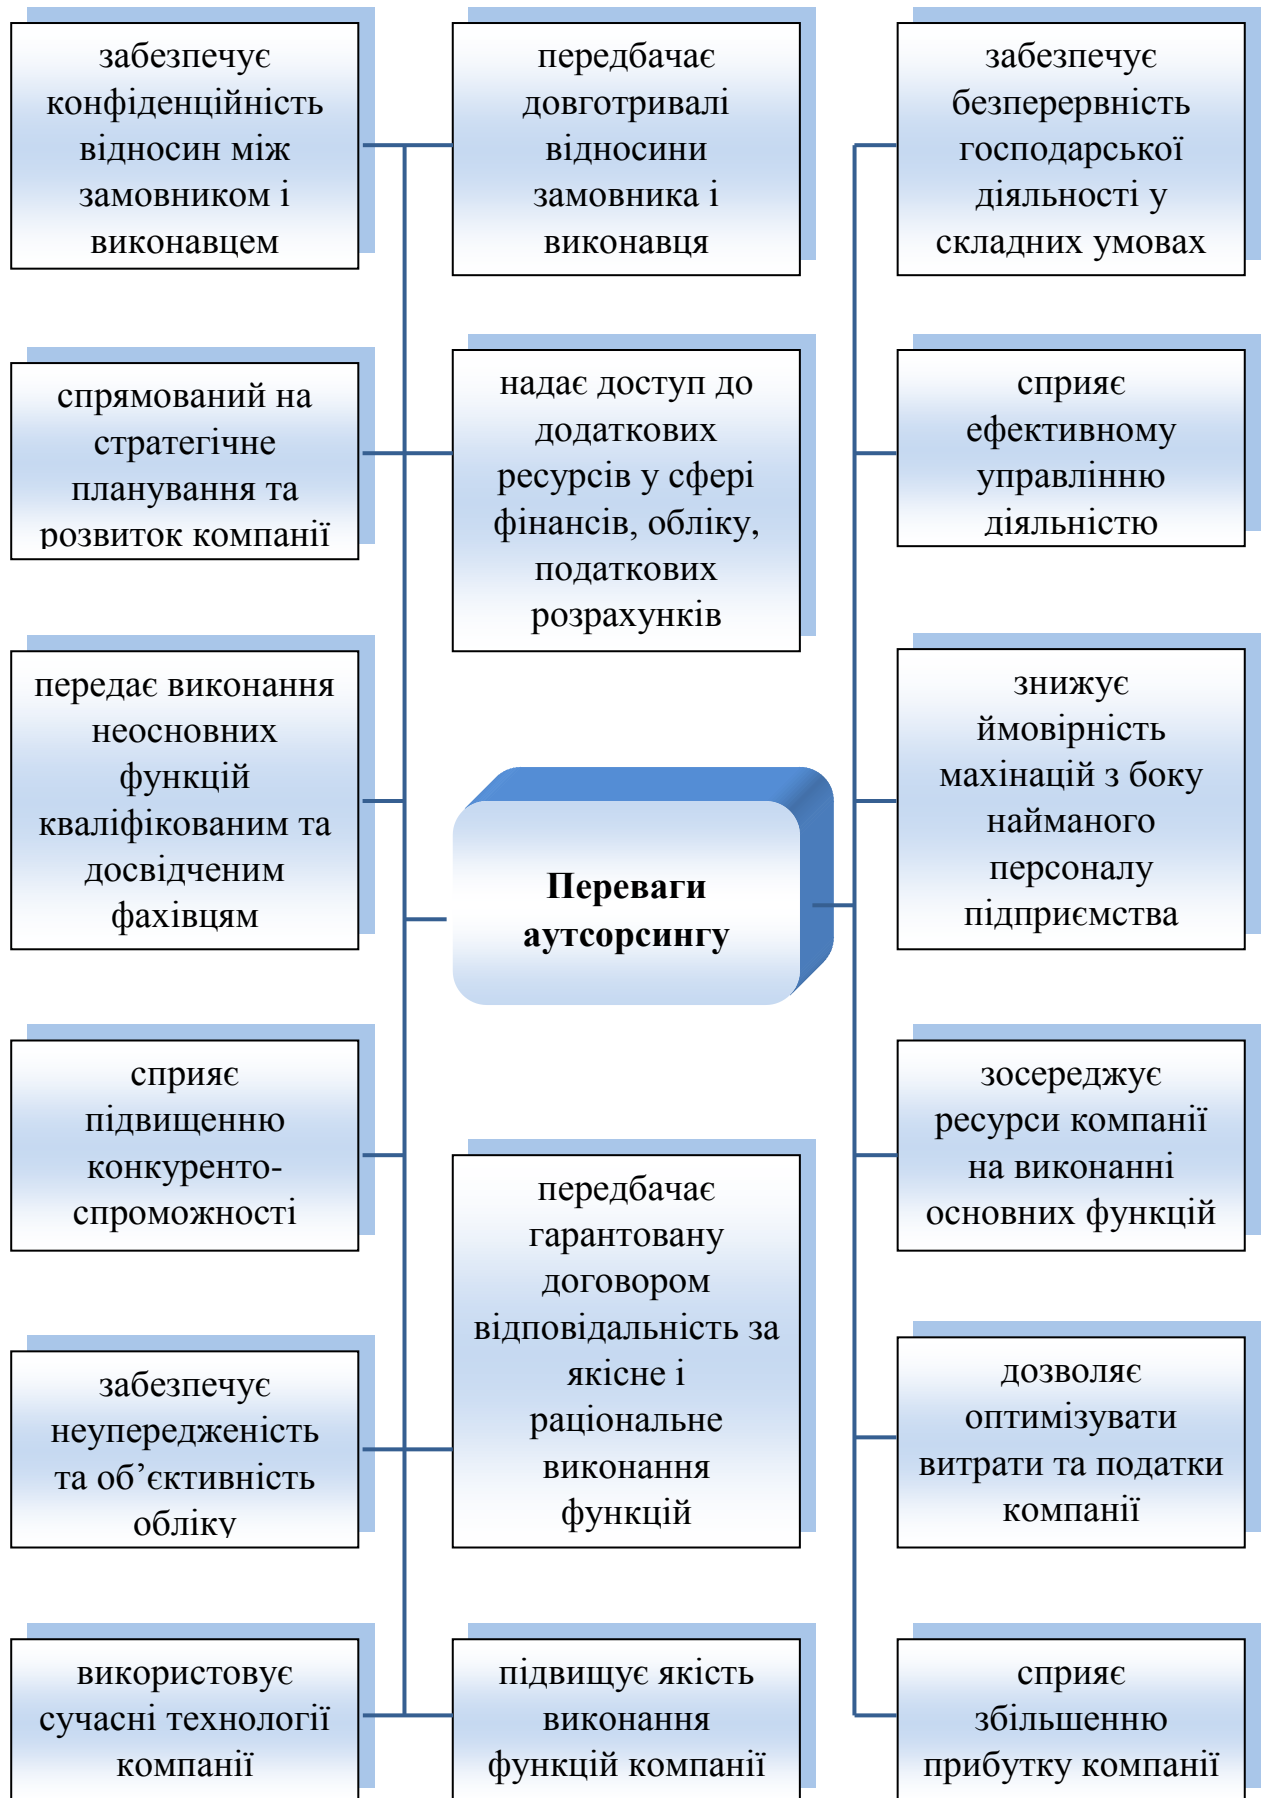 забезпечує
конфіденційність
відносин між
замовником і
виконавцем
передбачає
довготривалі
відносини
замовника і
виконавця
забезпечує
безперервність
господарської
діяльності у
складних умовах
спрямований на
стратегічне
планування та
розвиток компанії
надає доступ до
додаткових
ресурсів у сфері
фінансів, обліку,
податкових
розрахунків
сприяє
ефективному
управлінню
діяльністю
передає виконання
неосновних
функцій
кваліфікованим та
досвідченим
фахівцям
Переваги
аутсорсингу
знижує
ймовірність
махінацій з боку
найманого
персоналу
підприємства
сприяє
підвищенню
конкуренто-
спроможності
передбачає
гарантовану
договором
відповідальність за
якісне і
раціональне
виконання
функцій
зосереджує
ресурси компанії
на виконанні
основних функцій
забезпечує
неупередженість
та об’єктивність
обліку
дозволяє
оптимізувати
витрати та податки
компанії
використовує
сучасні технології
компанії
підвищує якість
виконання
функцій компанії
сприяє
збільшенню
прибутку компанії